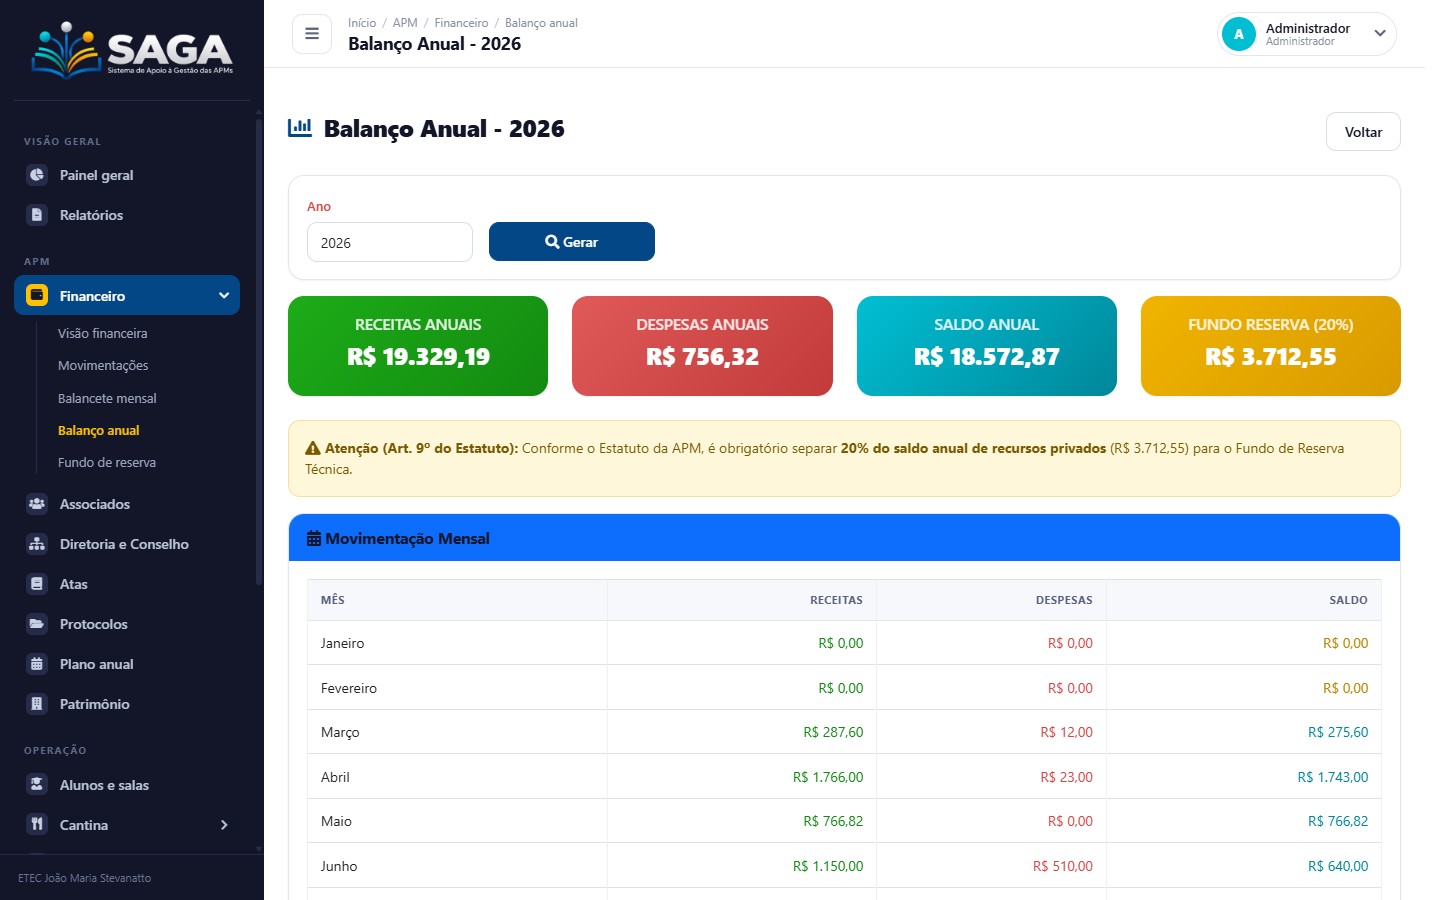 SAGA
Sistema de Apoio à Gestão das APMs
VISÃO GERAL
Painel geral
Relatórios
APM
Financeiro
Visão financeira
Movimentações
Balancete mensal
Balanço anual
Fundo de reserva
Associados
Diretoria e Conselho
Atas
Protocolos
Plano anual
Patrimônio
OPERAÇÃO
Alunos e salas
Cantina
ETEC João Maria Stevanatto
Início / APM / Financeiro / Balanço anual
Balanço Anual - 2026
A
Administrador
Administrador
Balanço Anual - 2026
Voltar
Ano
2026
Gerar
RECEITAS ANUAIS
R$ 19.329,19
DESPESAS ANUAIS
R$ 756,32
SALDO ANUAL
R$ 18.572,87
FUNDO RESERVA (20%)
R$ 3.712,55
Atenção (Art. 9º do Estatuto): Conforme o Estatuto da APM, é obrigatório separar 20% do saldo anual de recursos privados (R$ 3.712,55) para o Fundo de Reserva
Técnica.
Movimentação Mensal
MÊS RECEITAS DESPESAS SALDO
Janeiro R$ 0,00 R$ 0,00 R$ 0,00
Fevereiro R$ 0,00 R$ 0,00 R$ 0,00
Março R$ 287,60 R$ 12,00 R$ 275,60
Abril R$ 1.766,00 R$ 23,00 R$ 1.743,00
Maio R$ 766,82 R$ 0,00 R$ 766,82
Junho R$ 1.150,00 R$ 510,00 R$ 640,00